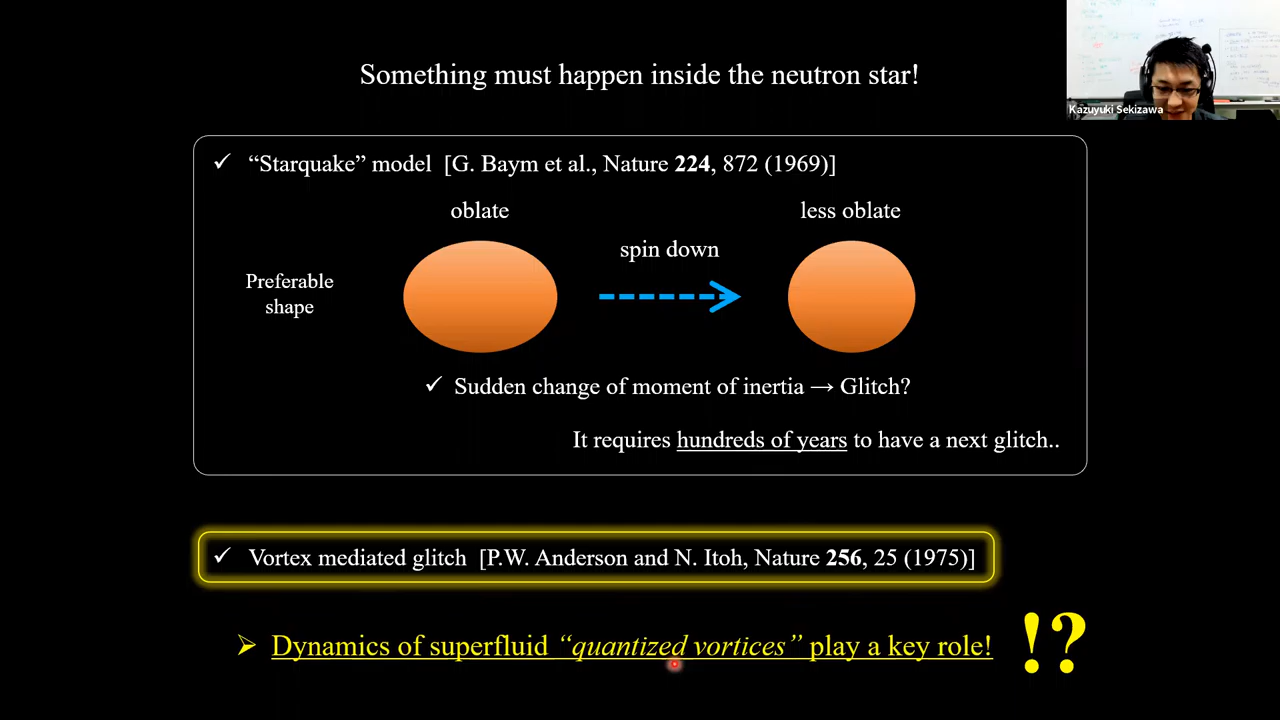 Something must happen inside the neutron star!
Kazuyuki Sekizawa
✓ “Starquake” model [G. Baym et al., Nature 224, 872 (1969)]
oblate
less oblate
spin down
Preferable
shape
✓ Sudden change of moment of inertia → Glitch?
It requires hundreds of years to have a next glitch..
✓ Vortex mediated glitch [P.W. Anderson and N. Itoh, Nature 256, 25 (1975)]
➢ Dynamics of superfluid “quantized vortices” play a key role!
!?